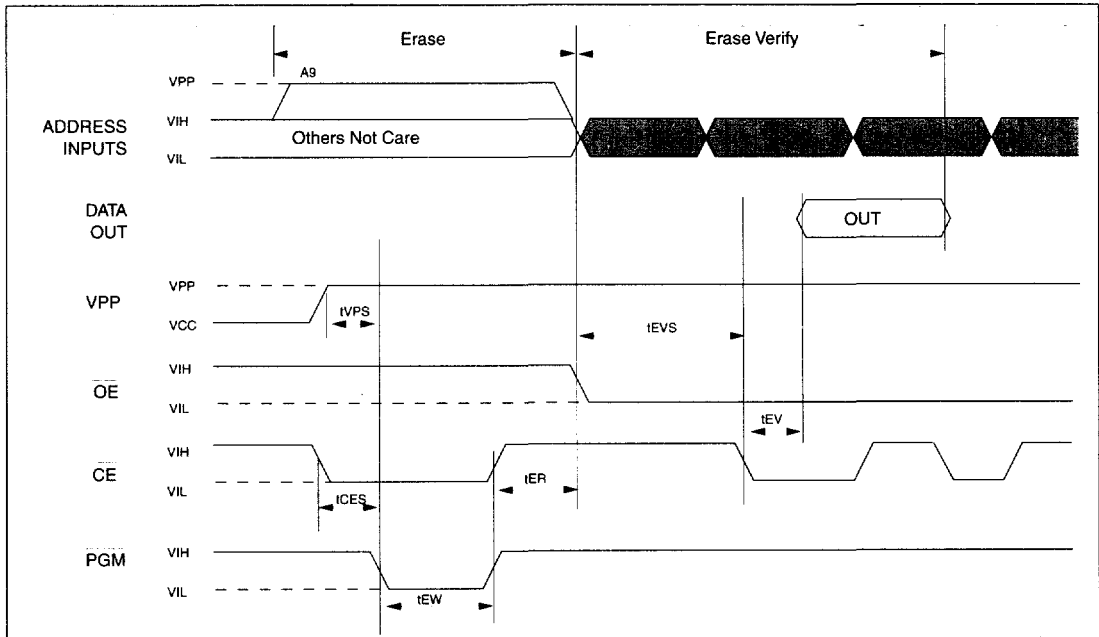 Erase
Erase Verify
VPP
A9
ADDRESS
INPUTS
VIH
Others Not Care
VIL
DATA
OUT
OUT
VPP
VPP
VCC
tVPS
tEVS
OE
VIH
VIL
tEV
CE
VIH
VIL
tCES
tER
PGM
VIH
VIL
tEW